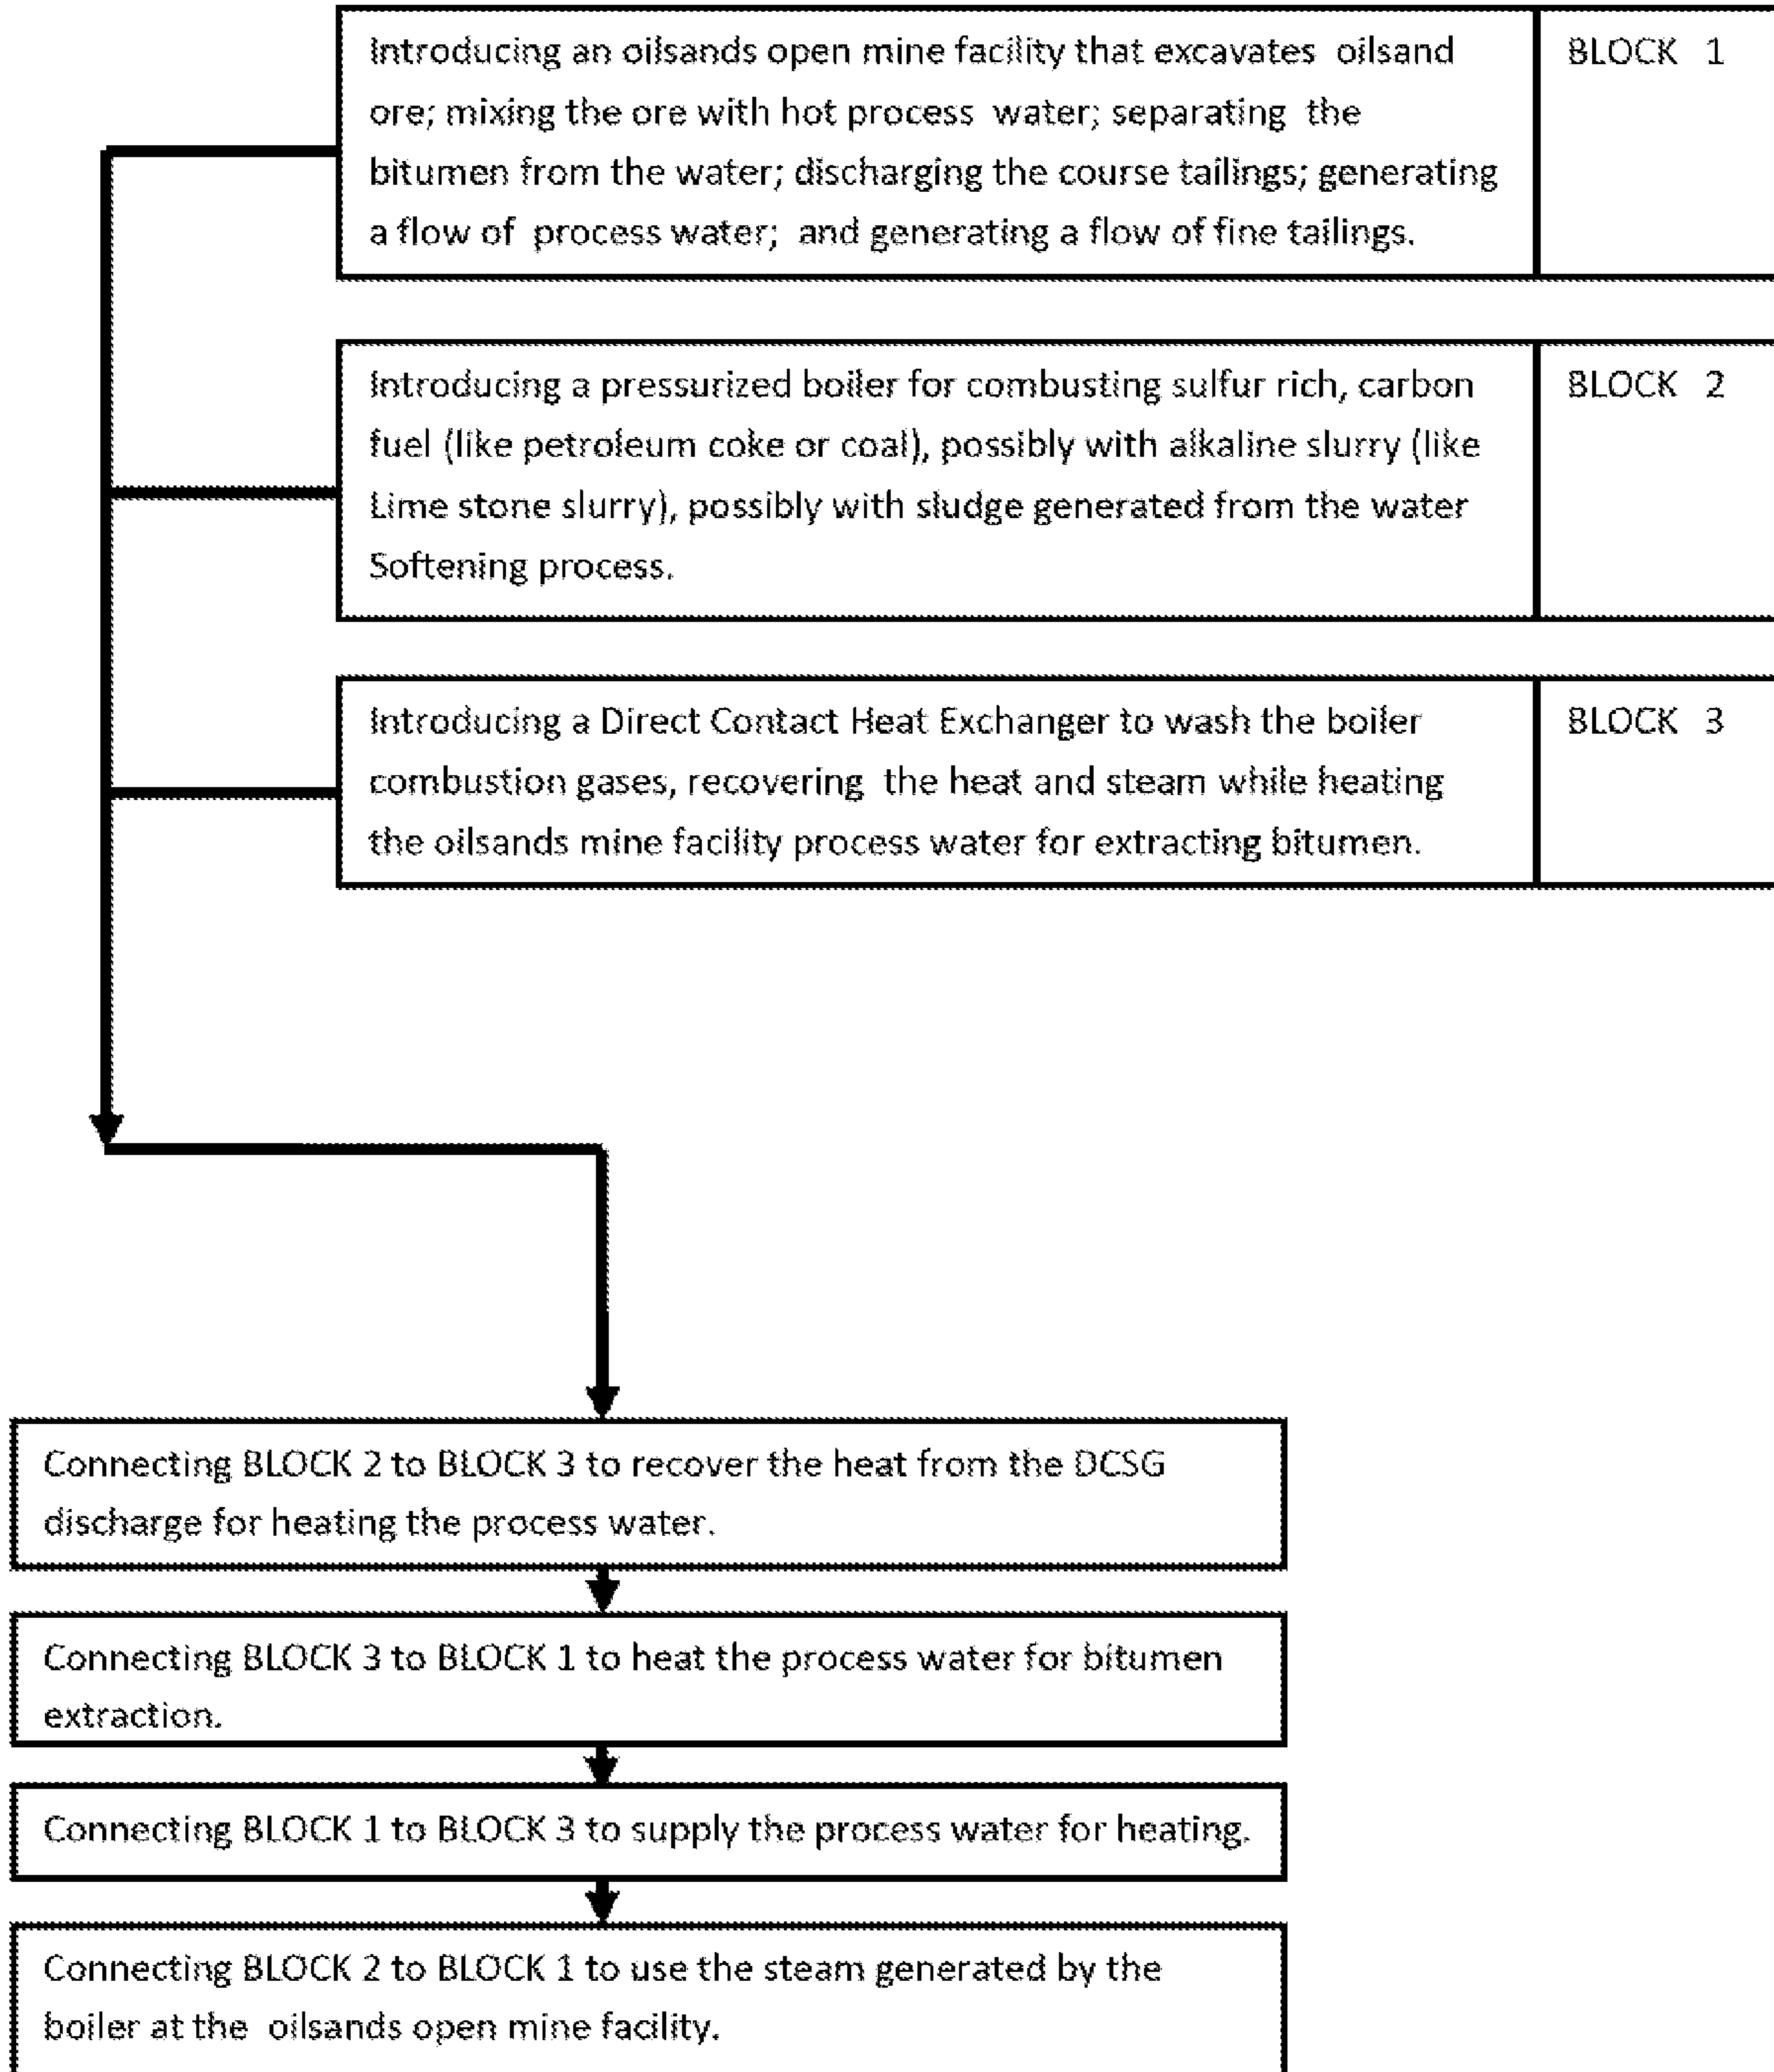 Introducing an oilsands open mine facility that excavates oilsand
BLOCK 1
ore; mixing the ore with hot process water; separating the
bitumen from the water; discharging the course tailings; generating
a flow of process water; and generating a flow of fine tailings.
Introducing a pressurized boiler for combusting sulfur rich, carbon
BLOCK 2
fuel (like petroleum coke or coal), possibly with alkaline slurry (like
Lime stone slurry), possibly with sludge generated from the water
Softening process.
Introducing a Direct Contact Heat Exchanger to wash the boiler
BLOCK 3
combustion gases, recovering the heat and steam while heating
the oilsands mine facility process water for extracting bitumen.
Connecting BLOCK 2 to BLOCK 3 to recover the heat from the DCSG
discharge for heating the process water.
Connecting BLOCK 3 to BLOCK 1 to heat the process water for bitumen
extraction.
Connecting BLOCK 1 to BLOCK 3 to supply the process water for heating.
Connecting BLOCK 2 to BLOCK 1 to use the steam generated by the
boiler at the oilsands open mine facility.